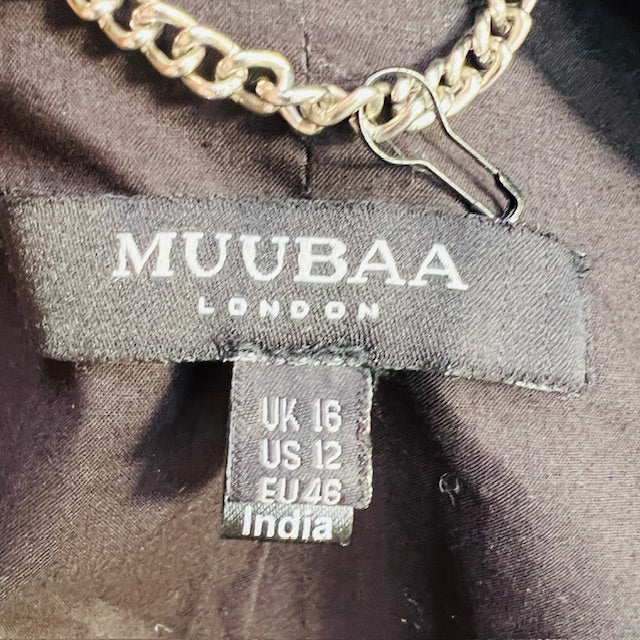 MUUBAA
LONDON
UK 16
US 12
EU 46
India